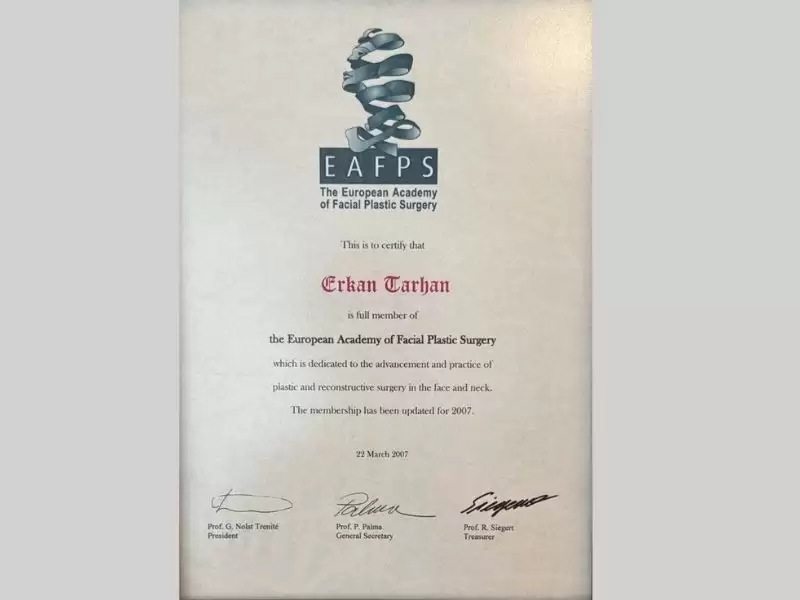 EAFPS
The European Academy
of Facial Plastic Surgery
This is to certify that
Erkan Tarhan
is full member of
the European Academy of Facial Plastic Surgery
which is dedicated to the advancement and practice of
plastic and reconstructive surgery in the face and neck.
The membership has been updated for 2007.
22 March 2007
Palma
Siegert
Prof. G. Nolst Trenité
President
Prof. P. Palma
General Secretary
Prof. R. Siegert
Treasurer